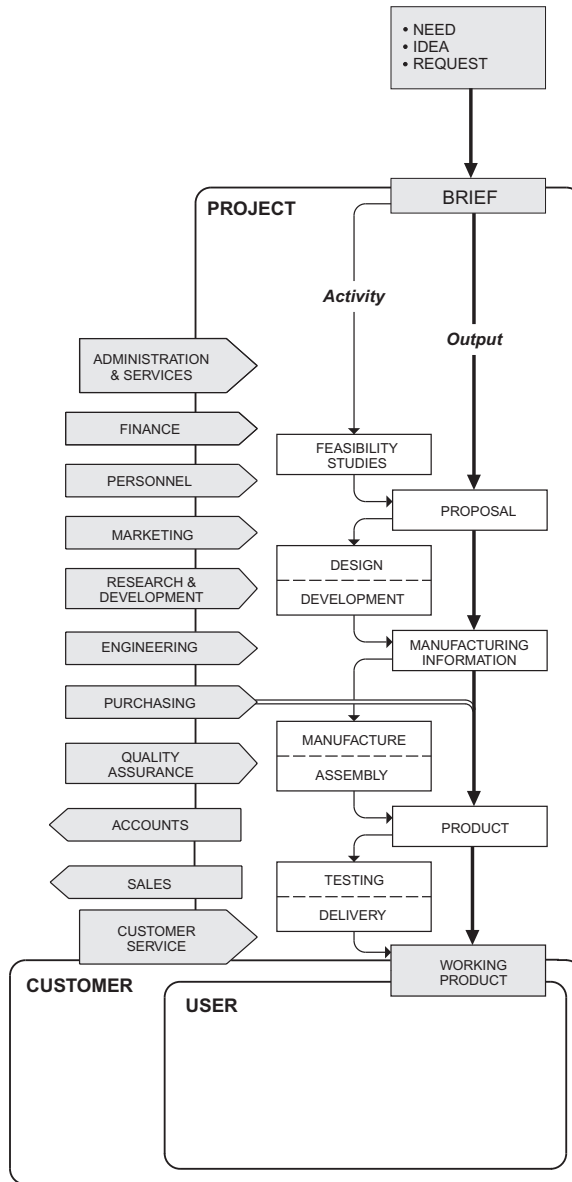 • NEED
• IDEA
• REQUEST
BRIEF
PROJECT
Activity
Output
ADMINISTRATION
& SERVICES
FINANCE
FEASIBILITY
STUDIES
PERSONNEL
PROPOSAL
MARKETING
DESIGN
RESEARCH &
DEVELOPMENT
DEVELOPMENT
ENGINEERING
MANUFACTURING
INFORMATION
PURCHASING
MANUFACTURE
QUALITY
ASSURANCE
ASSEMBLY
ACCOUNTS
PRODUCT
SALES
TESTING
DELIVERY
CUSTOMER
SERVICE
WORKING
PRODUCT
CUSTOMER
USER